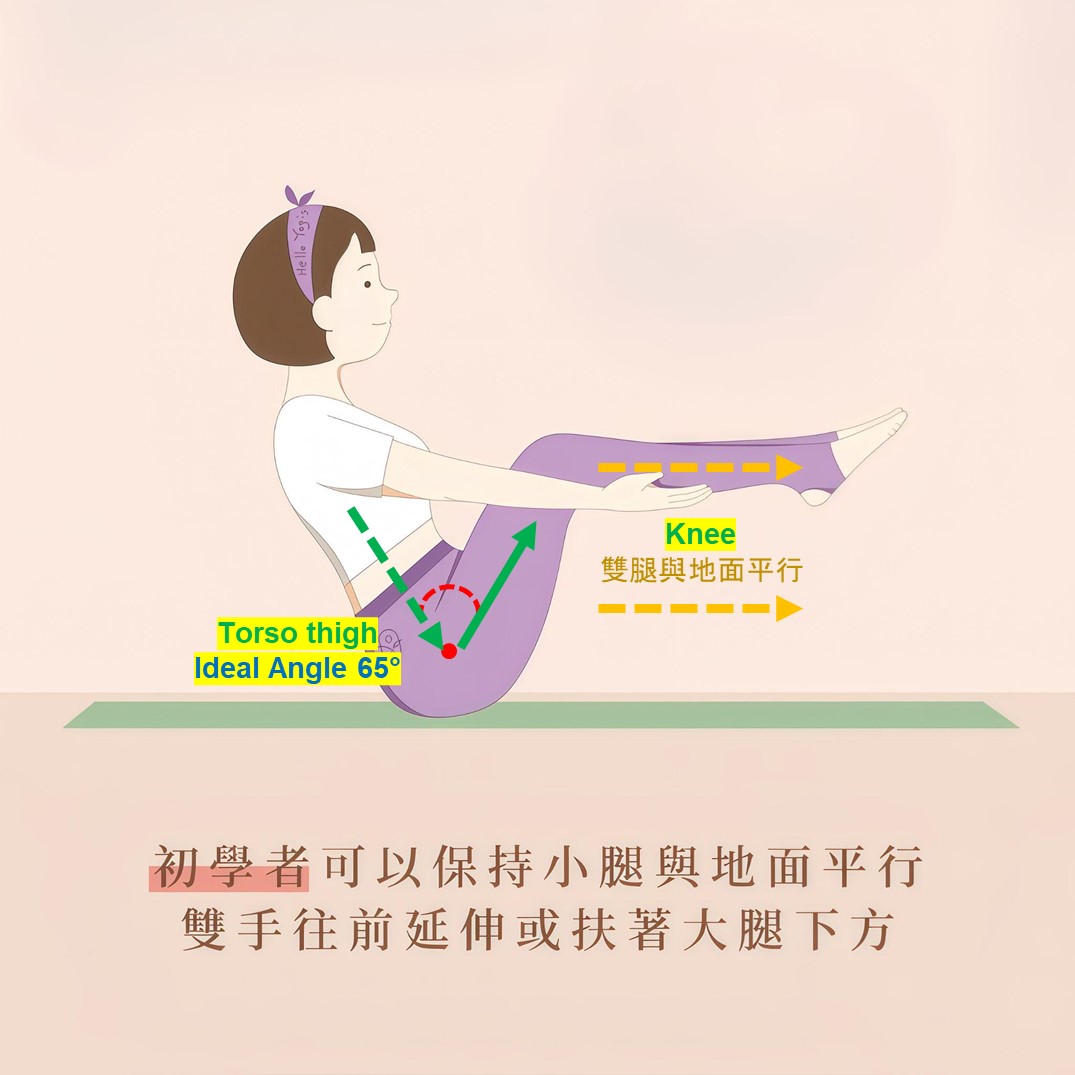 Hello Yogis
Knee
雙腿與地面平行
Torso thigh
Ideal Angle 65°
初學者可以保持小腿與地面平行
雙手往前延伸或扶著大腿下方